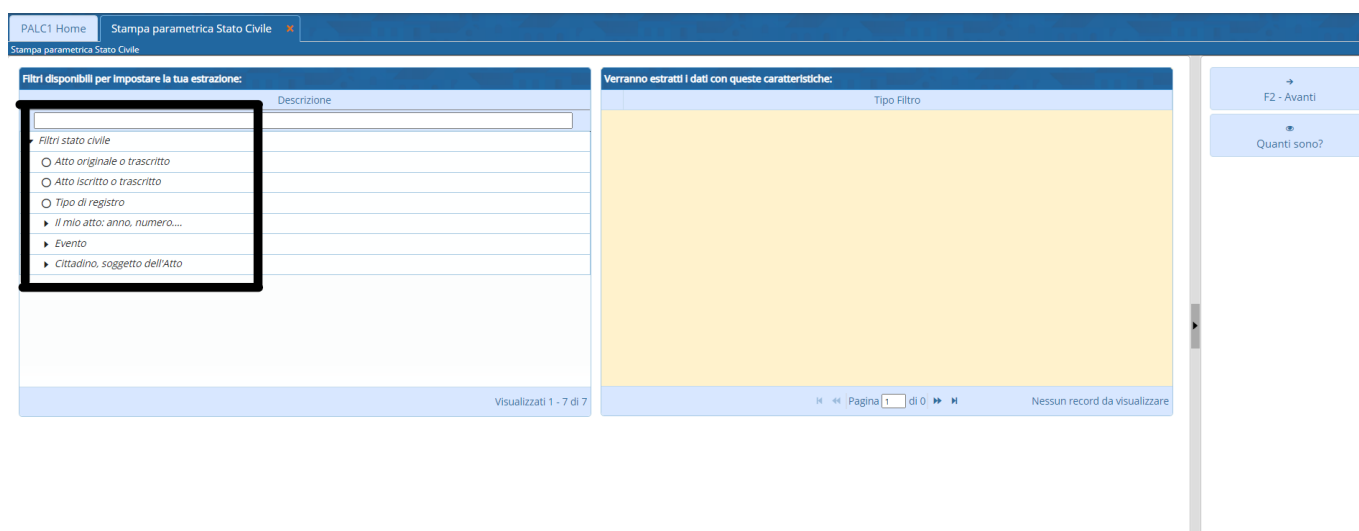 PALC1 Home
Stampa parametrica Stato Civile ×
Stampa parametrica Stato Civile
Filtri disponibili per impostare la tua estrazione:
Descrizione
Filtri stato civile
Atto originale o trascritto
Atto iscritto o trascritto
Tipo di registro
Il mio atto: anno, numero....
Evento
Cittadino, soggetto dell'Atto
Visualizzati 1 - 7 di 7
Verranno estratti i dati con queste caratteristiche:
Tipo Filtro
Pagina 1 di 0
Nessun record da visualizzare
F2 - Avanti
Quanti sono?